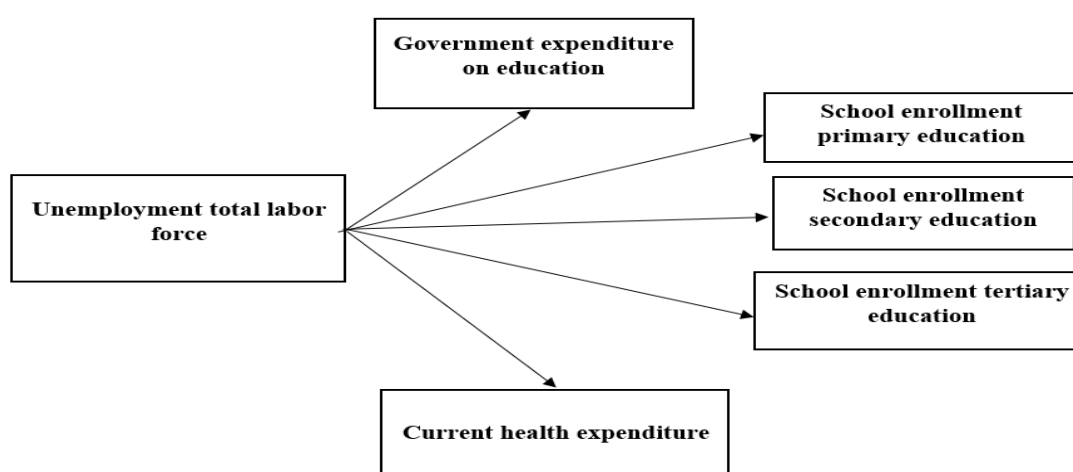 Government expenditure
on education
School enrollment
primary education
Unemployment total labor
force
School enrollment
secondary education
School enrollment tertiary
education
Current health expenditure